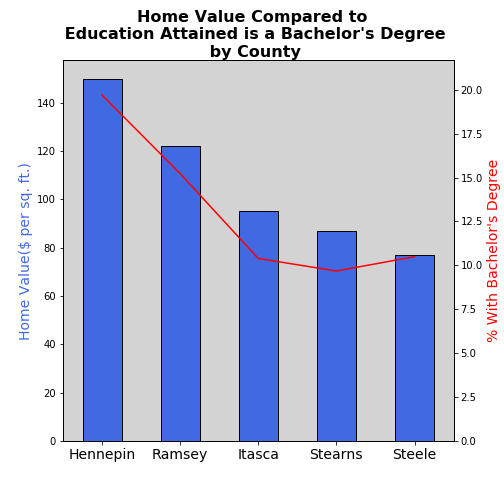 Home Value Compared to
Education Attained is a Bachelor's Degree
by County
Home Value($ per sq. ft.)
140
120
100
80
60
40
20
0
20.0
17.5
15.0
12.5
10.0
7.5
5.0
2.5
0.0
% With Bachelor's Degree
Hennepin Ramsey Itasca Stearns Steele